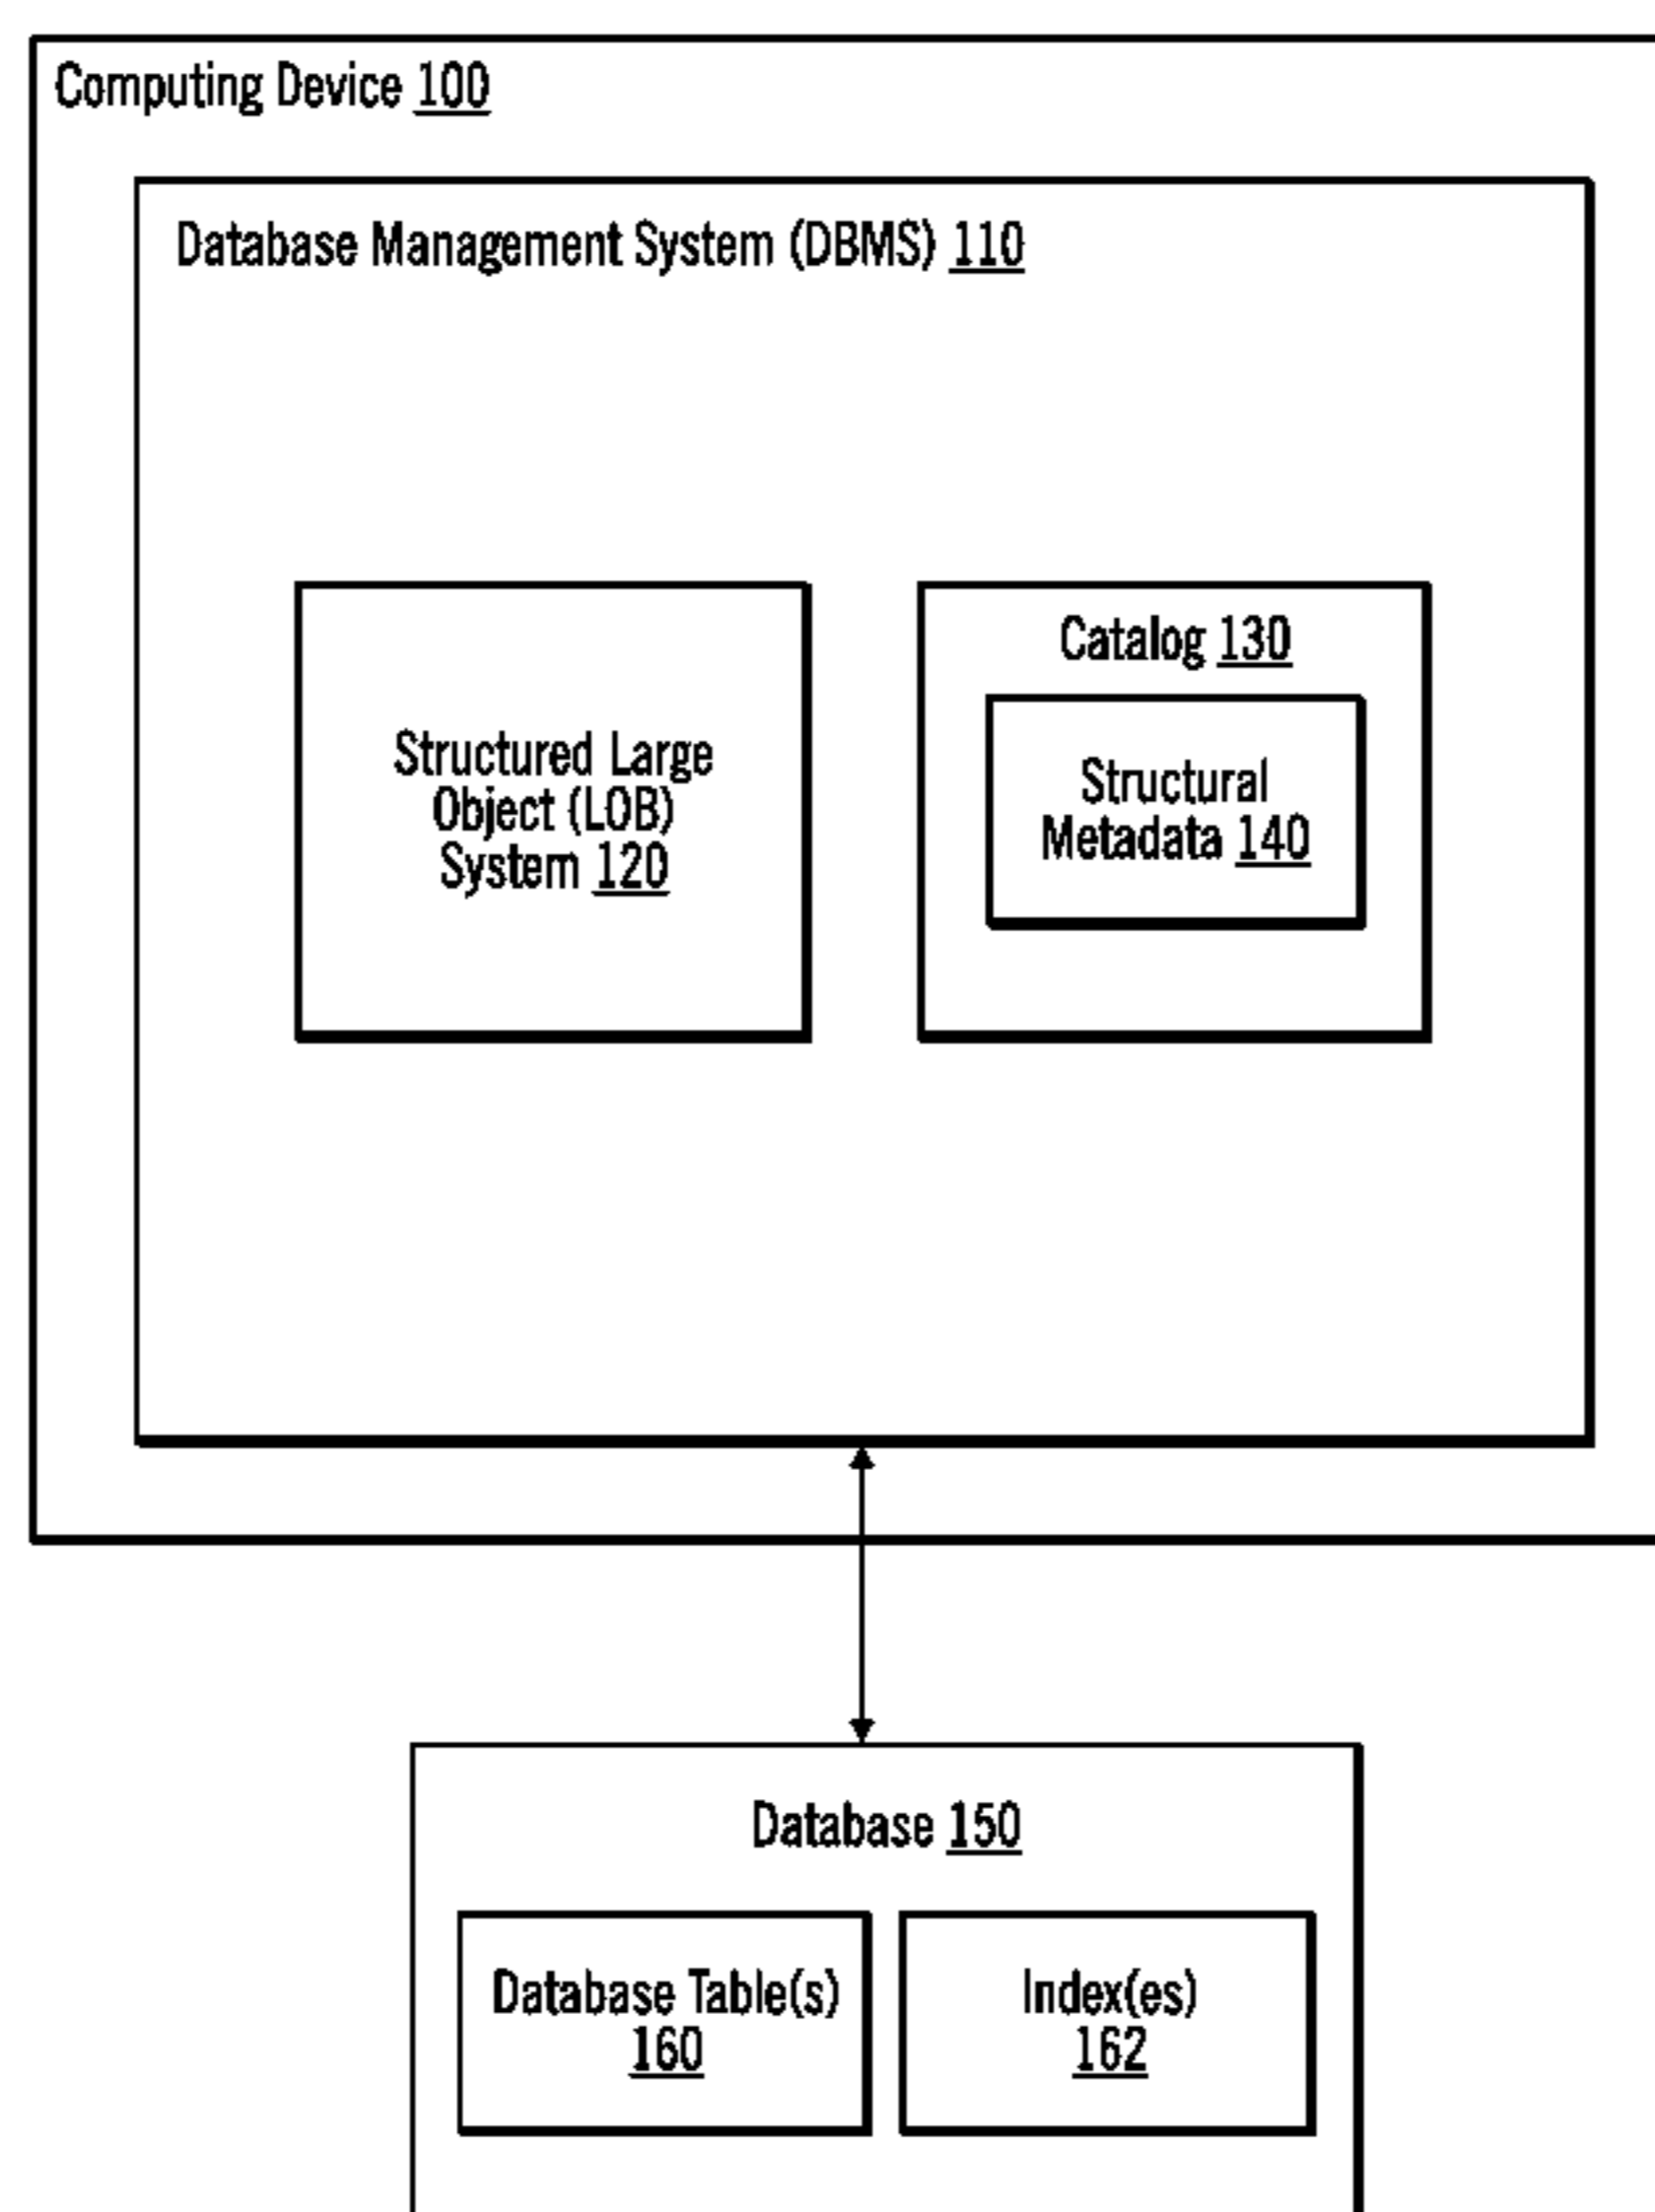 Computing Device 100
Database Management System (DBMS) 110
Structured Large
Object (LOB)
System 120
Catalog 130
Structural
Metadata 140
Database 150
Database Table(s)
160
Index(es)
162